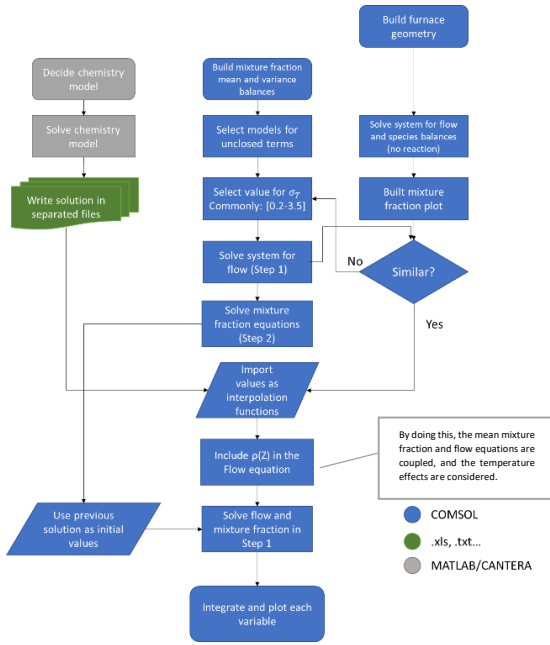 Build furnace
geometry
Decide chemistry
model
Build mixture fraction
mean and variance
balances
Solve chemistry
model
Select models for
unclosed terms
Solve system for flow
and species balances
(no reaction)
Write solution in
separated files
Select value for σ_T
Commonly: [0.2-3.5]
Built mixture
fraction plot
Solve system for
flow (Step 1)
No
Similar?
Solve mixture
fraction equations
(Step 2)
Yes
Import
values as
interpolation
functions
Include ρ(Z) in the
Flow equation
By doing this, the mean mixture
fraction and flow equations are
coupled, and the temperature
effects are considered.
Use previous
solution as initial
values
Solve flow and
mixture fraction in
Step 1
COMSOL
.xls, .txt...
MATLAB/CANTERA
Integrate and plot each
variable